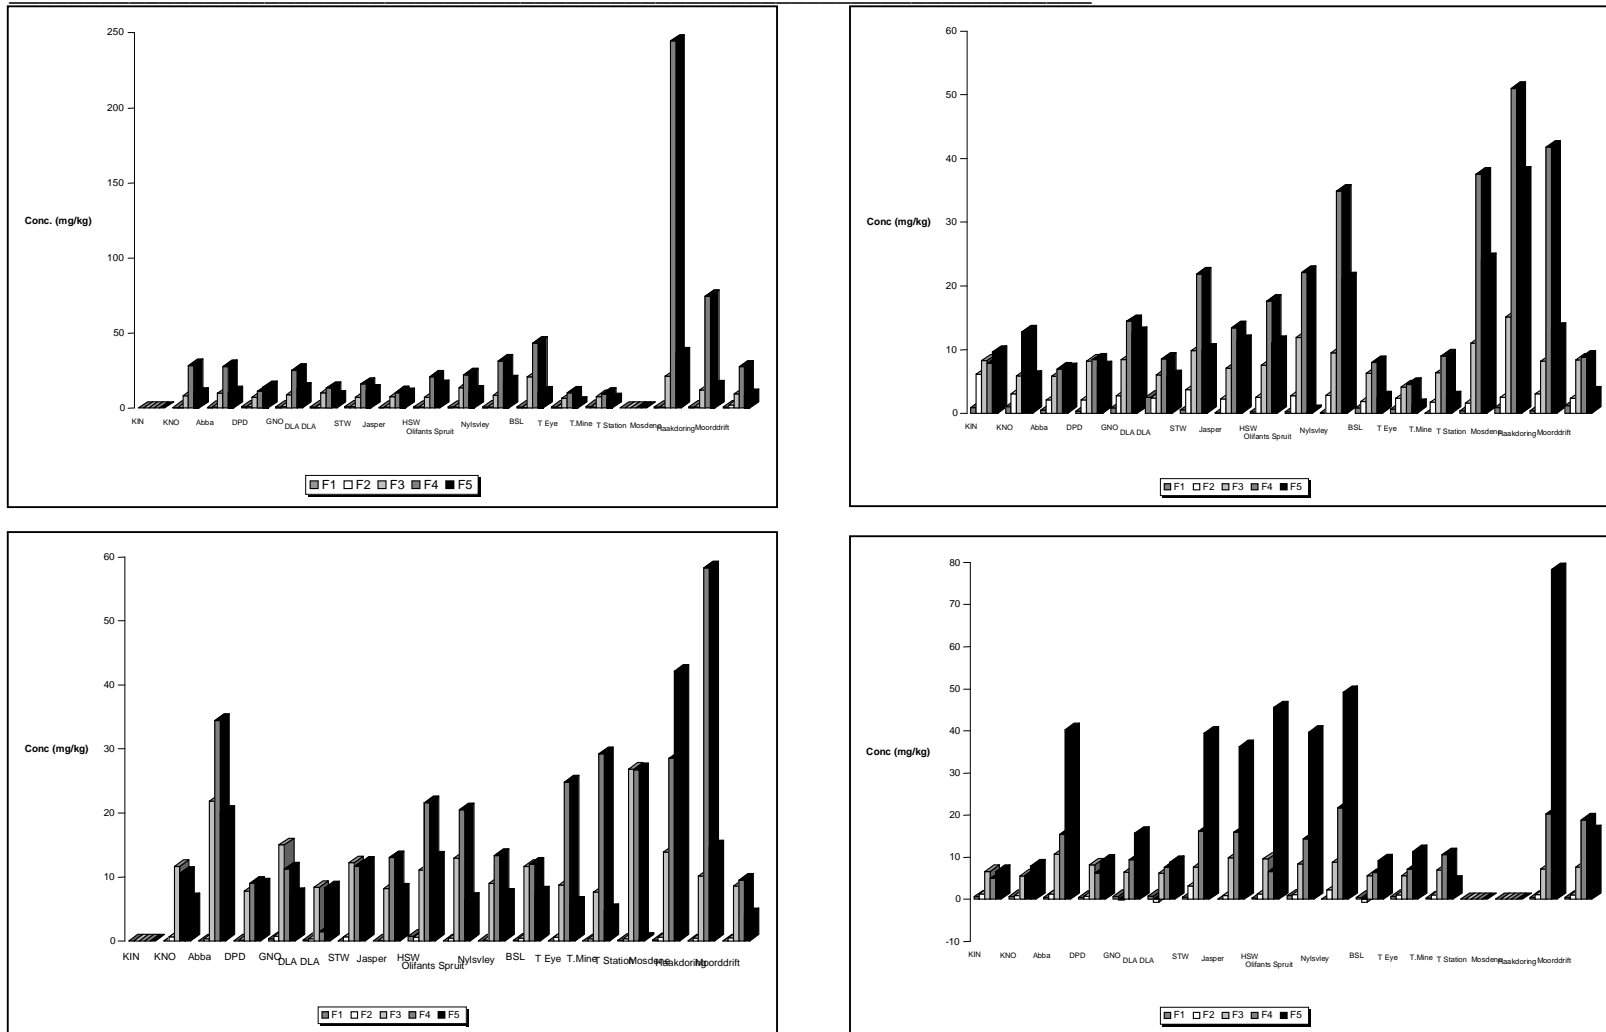 250
200
150
100
50
0
Conc. (mg/kg)
KIN KNO Abba DPD GNO DLA DLA STW Jasper HSW Olifants Spruit Nylsvley BSL T Eye T.Mine T Station Mosdene Haakdoring Moorddrift
F1 F2 F3 F4 F5
60
50
40
30
20
10
0
Conc (mg/kg)
KIN KNO Abba DPD GNO DLA DLA STW Jasper HSW Olifants Spruit Nylsvley BSL T Eye T.Mine T Station Mosdene Haakdoring Moorddrift
F1 F2 F3 F4 F5
60
50
40
30
20
10
0
Conc (mg/kg)
KIN KNO Abba DPD GNO DLA DLA STW Jasper HSW Olifants Spruit Nylsvley BSL T Eye T.Mine T Station Mosdene Haakdoring Moorddrift
F1 F2 F3 F4 F5
80
70
60
50
40
30
20
10
0
-10
Conc (mg/kg)
KIN KNO Abba DPD GNO DLA DLA STW Jasper HSW Olifants Spruit Nylsvley BSL T Eye T.Mine T Station Mosdene Haakdoring Moorddrift
F1 F2 F3 F4 F5